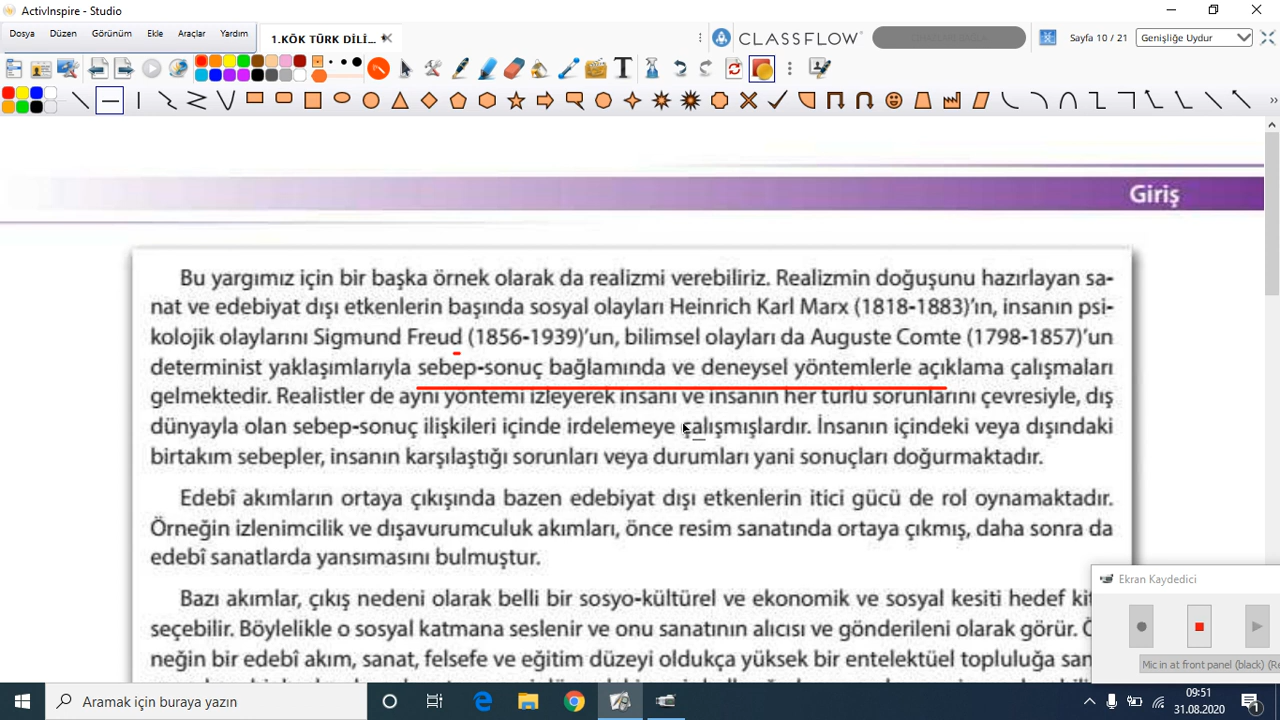 ActivInspire - Studio
Dosya Düzen Görünüm Ekle Araçlar Yardım
1.KÖK TÜRK DİLİ...
CLASSFLOW
Sayfa 10 / 21
Genişliğe Uydur
Giriş
Bu yargımız için bir başka örnek olarak da realizmi verebiliriz. Realizmin doğuşunu hazırlayan sa-
nat ve edebiyat dışı etkenlerin başında sosyal olayları Heinrich Karl Marx (1818-1883)'ın, insanın psi-
kolojik olaylarını Sigmund Freud (1856-1939)'un, bilimsel olayları da Auguste Comte (1798-1857)'un
determinist yaklaşımlarıyla sebep-sonuç bağlamında ve deneysel yöntemlerle açıklama çalışmaları
gelmektedir. Realistler de aynı yöntemi izleyerek insanı ve insanın her türlü sorunlarını çevresiyle, dış
dünyayla olan sebep-sonuç ilişkileri içinde irdelemeye çalışmışlardır. İnsanın içindeki veya dışındaki
birtakım sebepler, insanın karşılaştığı sorunları veya durumları yani sonuçları doğurmaktadır.
Edebî akımların ortaya çıkışında bazen edebiyat dışı etkenlerin itici gücü de rol oynamaktadır.
Örneğin izlenimcilik ve dışavurumculuk akımları, önce resim sanatında ortaya çıkmış, daha sonra da
edebî sanatlarda yansımasını bulmuştur.
Bazı akımlar, çıkış nedeni olarak belli bir sosyo-kültürel ve ekonomik ve sosyal kesiti hedef
seçebilir. Böylelikle o sosyal katmana seslenir ve onu sanatının alıcısı ve gönderileni olarak görür.
neğin bir edebî akım, sanat, felsefe ve eğitim düzeyi oldukça yüksek bir entelektüel topluluğa
Ekran Kaydedici
Mic in at front panel (black) (Re
Aramak için buraya yazın
09:51
31.08.2020
1